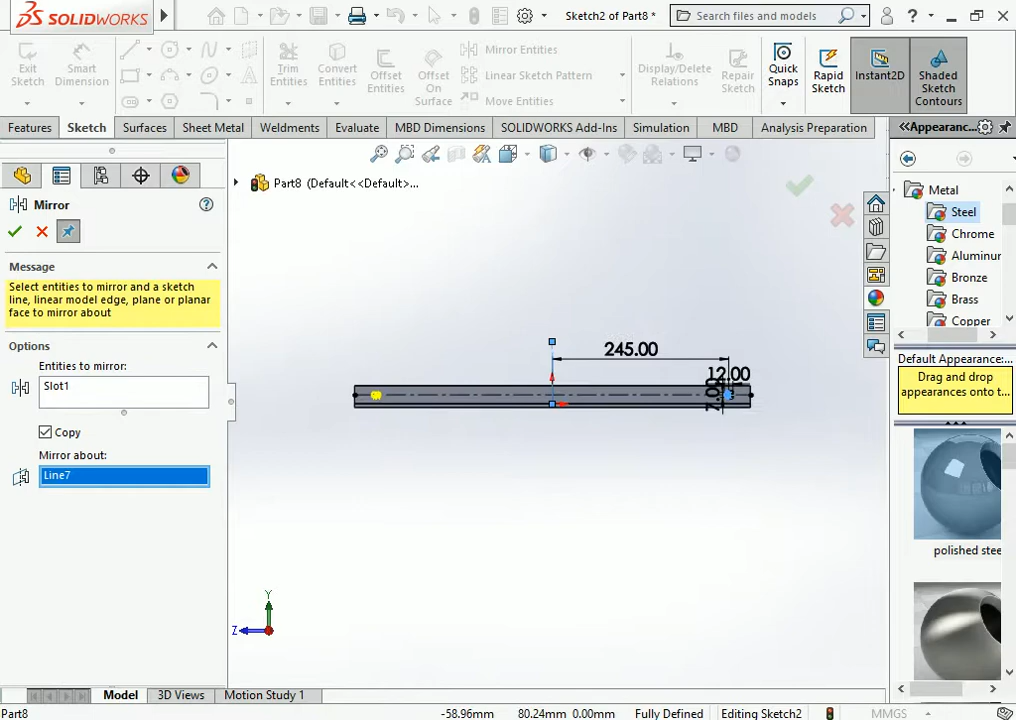 SOLIDWORKS
Sketch2 of Part8 *
Search files and models
Exit Sketch
Smart Dimension
Trim Entities
Convert Entities
Offset Entities
Offset On Surface
Mirror Entities
Linear Sketch Pattern
Move Entities
Display/Delete Relations
Repair Sketch
Quick Snaps
Rapid Sketch
Instant2D
Shaded Sketch Contours
Features
Sketch
Surfaces
Sheet Metal
Weldments
Evaluate
MBD Dimensions
SOLIDWORKS Add-Ins
Simulation
MBD
Analysis Preparation
<<Appearanc...
Part8 (Default<<Default>...
Mirror
Message
Select entities to mirror and a sketch
line, linear model edge, plane or planar
face to mirror about
Options
Entities to mirror:
Slot1
Copy
Mirror about:
Line7
245.00
12.00
7.00
Y
Z
Metal
Steel
Chrome
Aluminur
Bronze
Brass
Copper
Default Appearance:
Drag and drop
appearances onto t...
polished stee
Model
3D Views
Motion Study 1
Part8
-58.96mm
80.24mm 0.00mm
Fully Defined
Editing Sketch2
MMGS